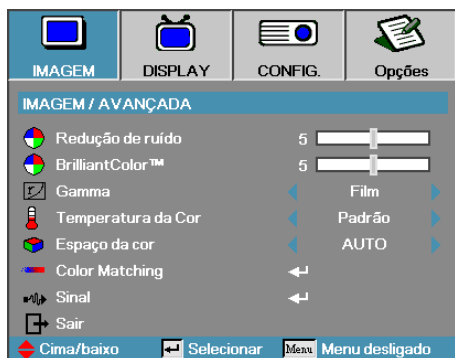 IMAGEM DISPLAY CONFIG. Opções
IMAGEM / AVANÇADA
Redução de ruído 5
BrilliantColor™ 5
Gamma Film
Temperatura da Cor Padrão
Espaço da cor AUTO
Color Matching
Sinal
Sair
Cima/baixo Selecionar Menu Menu desligado